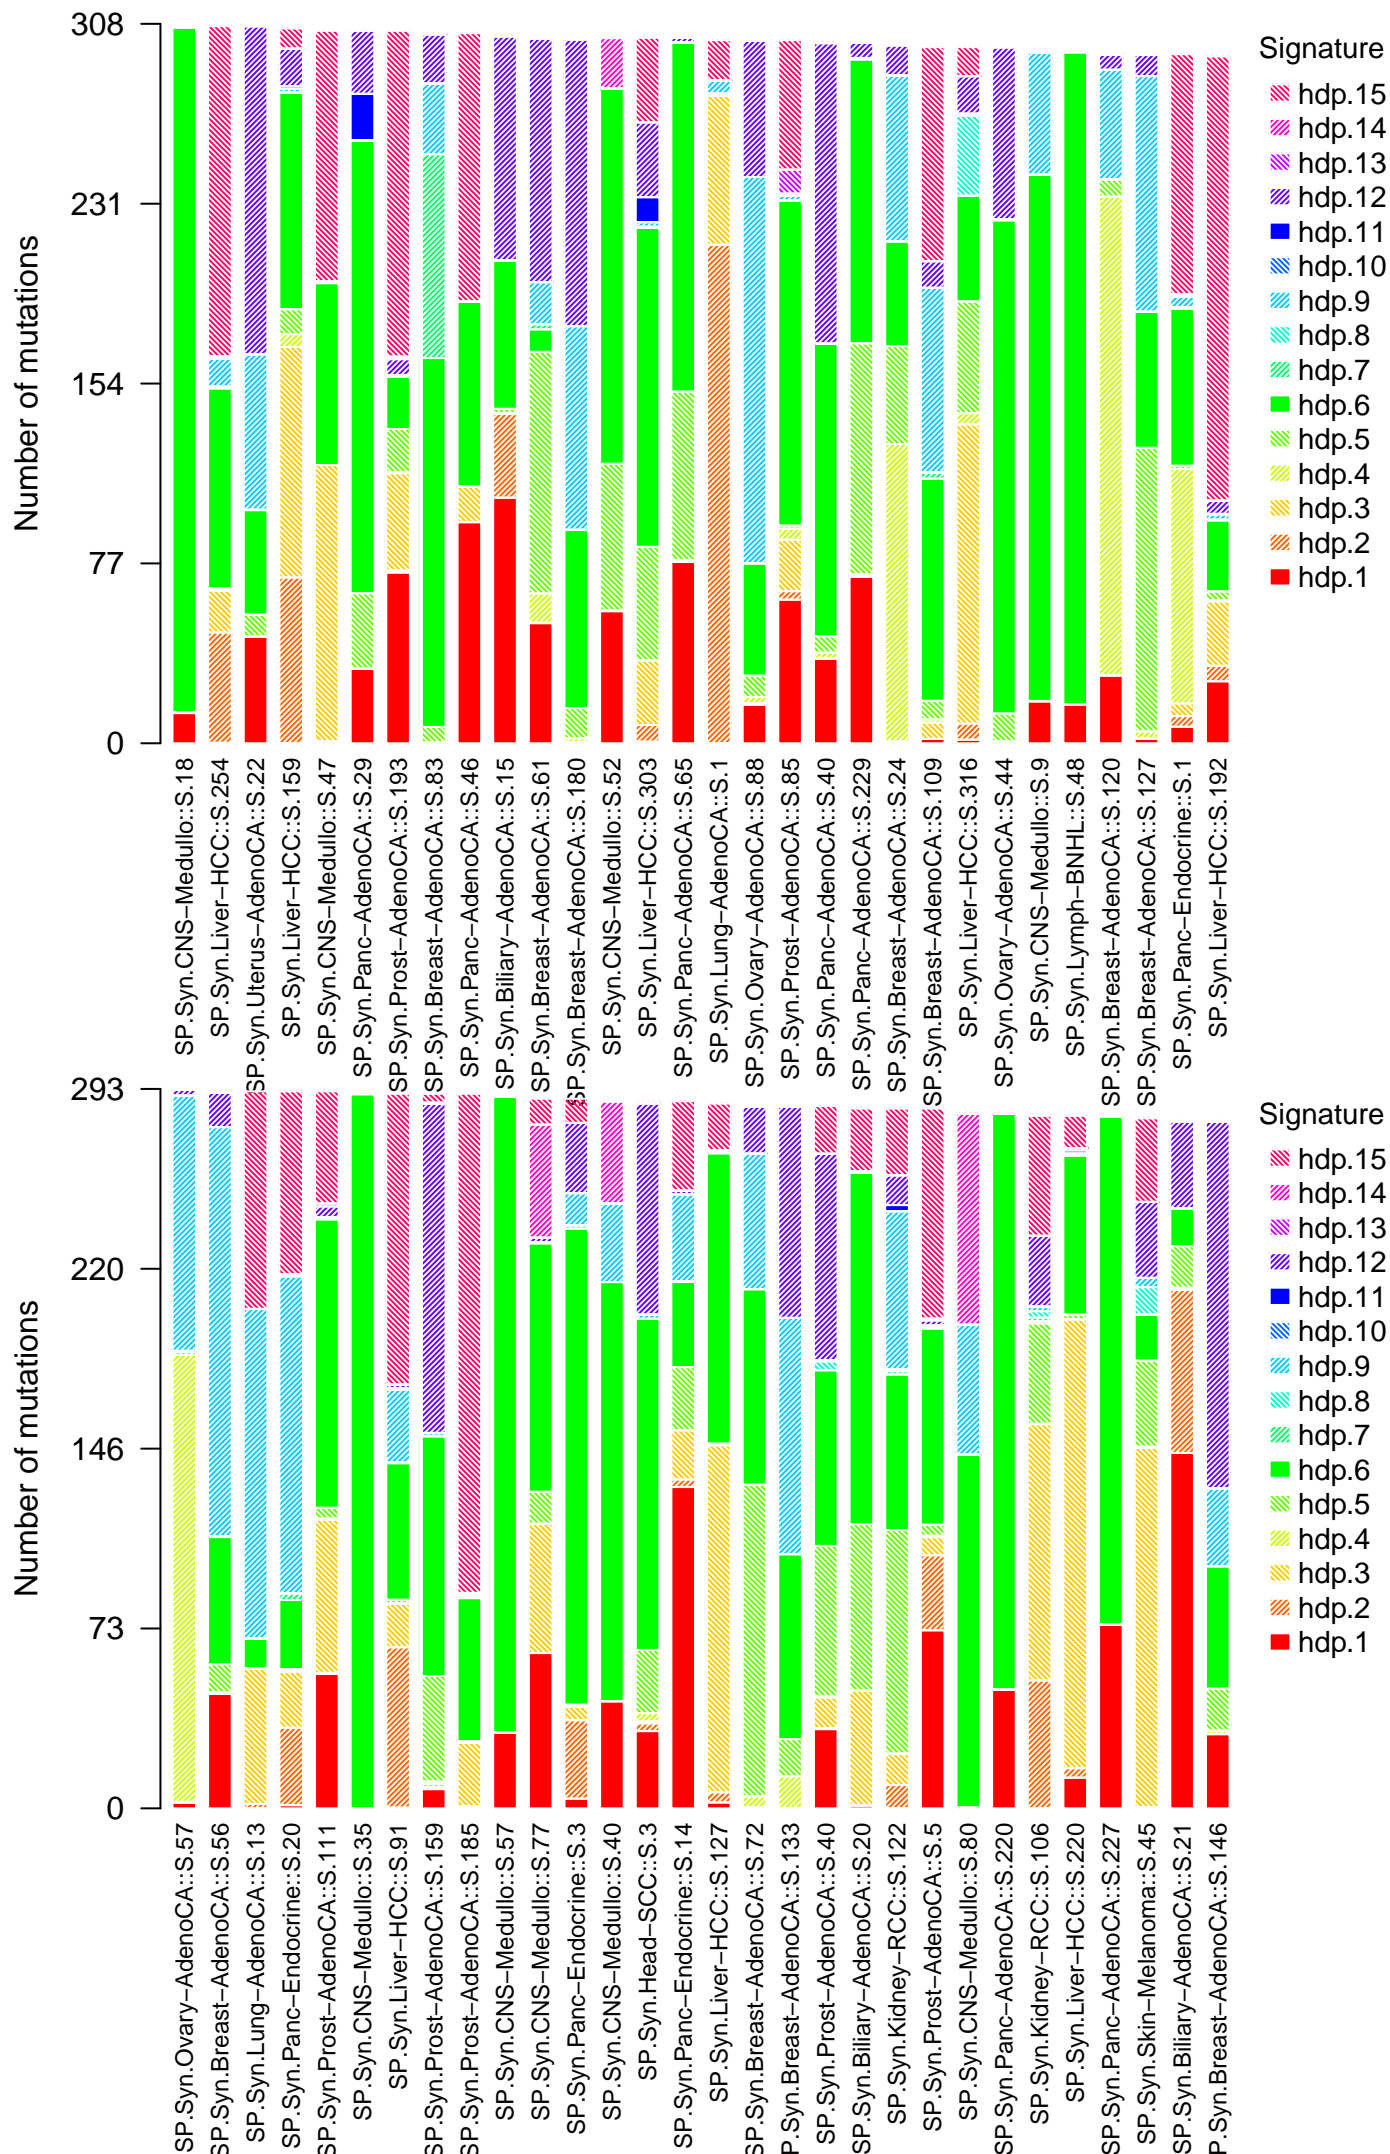 308
231
154
77
0
Number of mutations
Signature
hdp.15
hdp.14
hdp.13
hdp.12
hdp.11
hdp.10
hdp.9
hdp.8
hdp.7
hdp.6
hdp.5
hdp.4
hdp.3
hdp.2
hdp.1
SP.Syn.CNS−Medullo::S.18
SP.Syn.Liver−HCC::S.254
SP.Syn.Uterus−AdenoCA::S.22
SP.Syn.Liver−HCC::S.159
SP.Syn.CNS−Medullo::S.47
SP.Syn.Panc−AdenoCA::S.29
SP.Syn.Prost−AdenoCA::S.193
SP.Syn.Breast−AdenoCA::S.83
SP.Syn.Panc−AdenoCA::S.46
SP.Syn.Biliary−AdenoCA::S.15
SP.Syn.Breast−AdenoCA::S.61
SP.Syn.Breast−AdenoCA::S.180
SP.Syn.CNS−Medullo::S.52
SP.Syn.Liver−HCC::S.303
SP.Syn.Panc−AdenoCA::S.65
SP.Syn.Lung−AdenoCA::S.1
SP.Syn.Ovary−AdenoCA::S.88
SP.Syn.Prost−AdenoCA::S.85
SP.Syn.Panc−AdenoCA::S.40
SP.Syn.Panc−AdenoCA::S.229
SP.Syn.Breast−AdenoCA::S.24
SP.Syn.Breast−AdenoCA::S.109
SP.Syn.Liver−HCC::S.316
SP.Syn.Ovary−AdenoCA::S.44
SP.Syn.CNS−Medullo::S.9
SP.Syn.Lymph−BNHL::S.48
SP.Syn.Breast−AdenoCA::S.120
SP.Syn.Breast−AdenoCA::S.127
SP.Syn.Panc−Endocrine::S.1
SP.Syn.Liver−HCC::S.192
293
220
146
73
0
Number of mutations
Signature
hdp.15
hdp.14
hdp.13
hdp.12
hdp.11
hdp.10
hdp.9
hdp.8
hdp.7
hdp.6
hdp.5
hdp.4
hdp.3
hdp.2
hdp.1
SP.Syn.Ovary−AdenoCA::S.57
SP.Syn.Breast−AdenoCA::S.56
SP.Syn.Lung−AdenoCA::S.13
SP.Syn.Panc−Endocrine::S.20
SP.Syn.Prost−AdenoCA::S.111
SP.Syn.CNS−Medullo::S.35
SP.Syn.Liver−HCC::S.91
SP.Syn.Prost−AdenoCA::S.159
SP.Syn.Prost−AdenoCA::S.185
SP.Syn.CNS−Medullo::S.57
SP.Syn.CNS−Medullo::S.77
SP.Syn.Panc−Endocrine::S.3
SP.Syn.CNS−Medullo::S.40
SP.Syn.Head−SCC::S.3
SP.Syn.Panc−Endocrine::S.14
SP.Syn.Liver−HCC::S.127
SP.Syn.Breast−AdenoCA::S.72
P.Syn.Breast−AdenoCA::S.133
SP.Syn.Prost−AdenoCA::S.40
SP.Syn.Biliary−AdenoCA::S.20
SP.Syn.Kidney−RCC::S.122
SP.Syn.Prost−AdenoCA::S.5
SP.Syn.CNS−Medullo::S.80
SP.Syn.Panc−AdenoCA::S.220
SP.Syn.Kidney−RCC::S.106
SP.Syn.Liver−HCC::S.220
SP.Syn.Panc−AdenoCA::S.227
SP.Syn.Skin−Melanoma::S.45
SP.Syn.Biliary−AdenoCA::S.21
P.Syn.Breast−AdenoCA::S.146